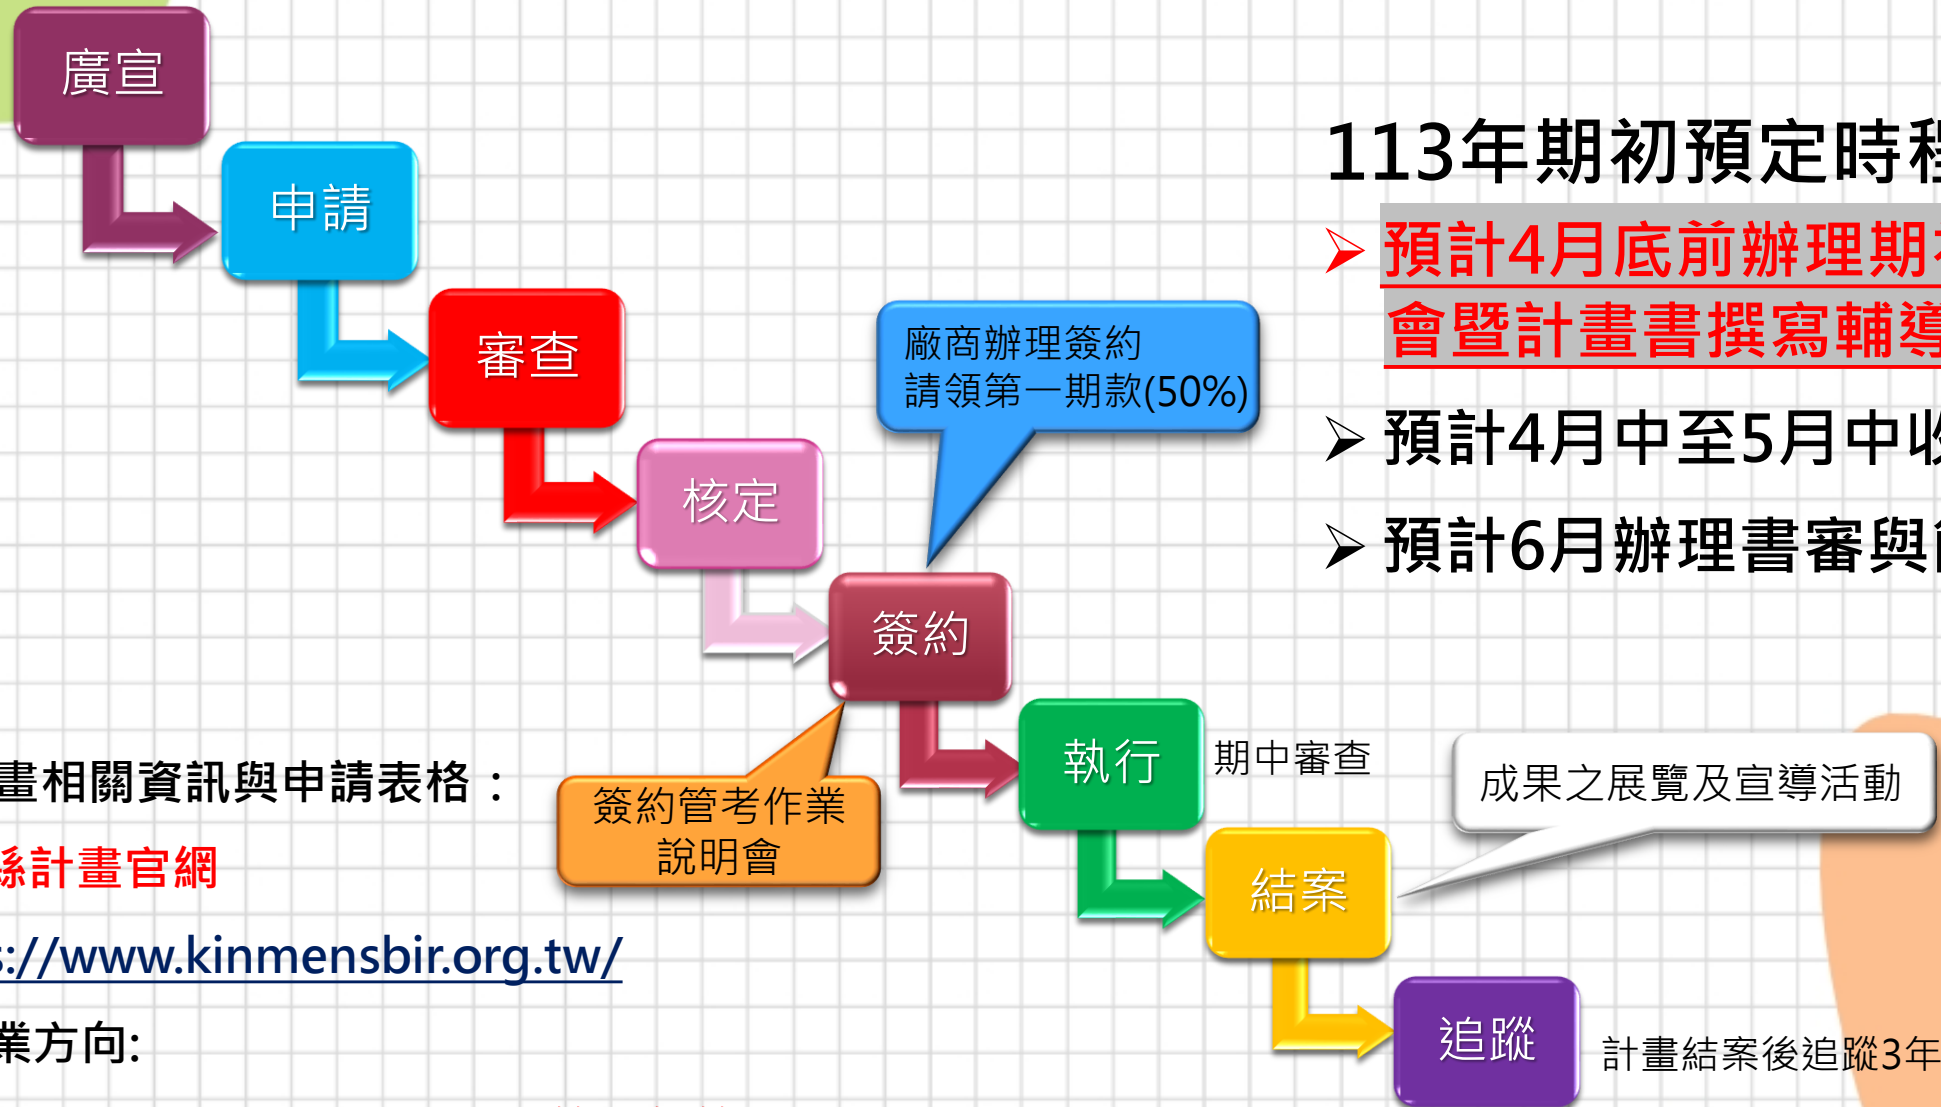 廣宣
申請
審查
核定
簽約
執行
結案
追蹤
廠商辦理簽約
請領第一期款(50%)
簽約管考作業
說明會
期中審查
成果之展覽及宣導活動
計畫結案後追蹤3年
113年期初預定時程
預計4月底前辦理期
會暨計畫書撰寫輔導
預計4月中至5月中收
預計6月辦理書審與
畫相關資訊與申請表格：
縣計畫官網
s://www.kinmensbir.org.tw/
業方向: